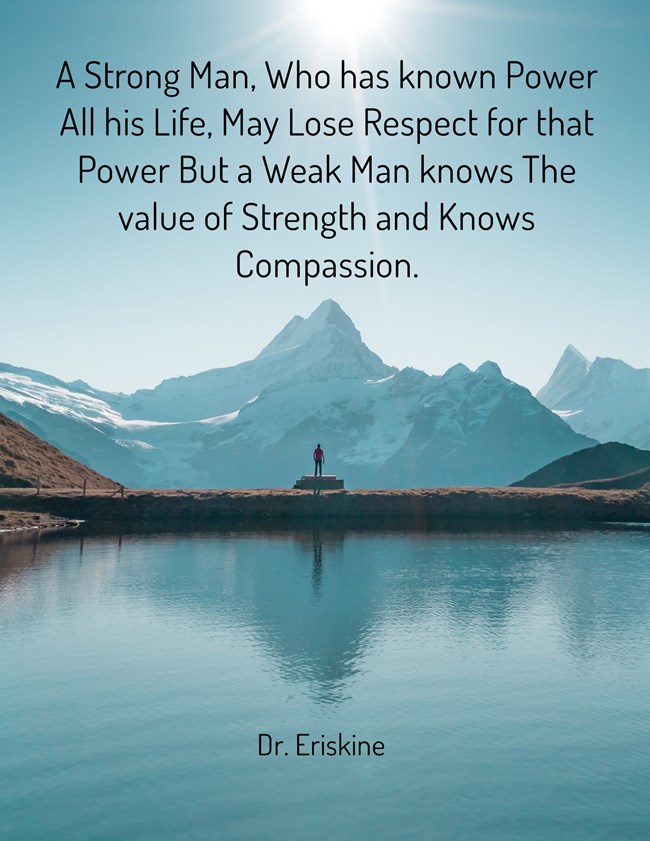 A Strong Man, Who has known Power
All his Life, May Lose Respect for that
Power But a Weak Man knows The
value of Strength and Knows
Compassion.
Dr. Eriskine